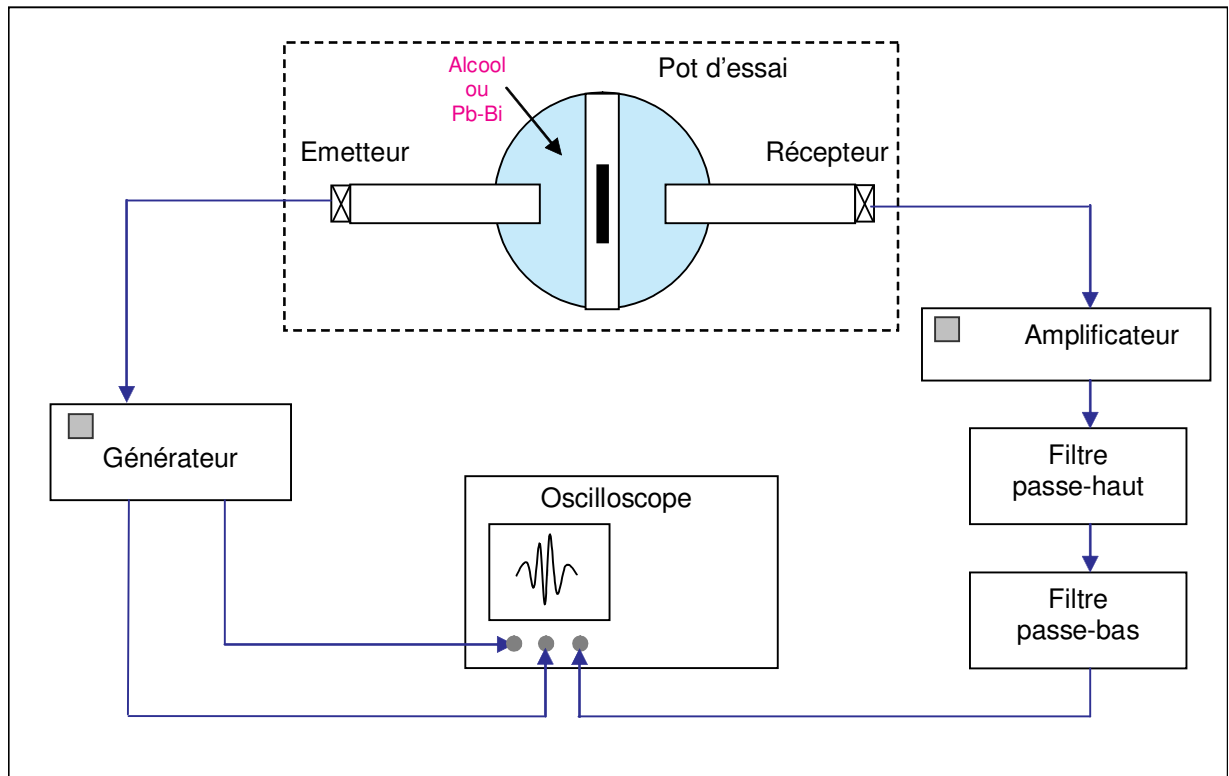 Alcool
ou
Pb-Bi
Pot d'essai
Emetteur
Récepteur
Amplificateur
Générateur
Filtre
passe-haut
Oscilloscope
Filtre
passe-bas